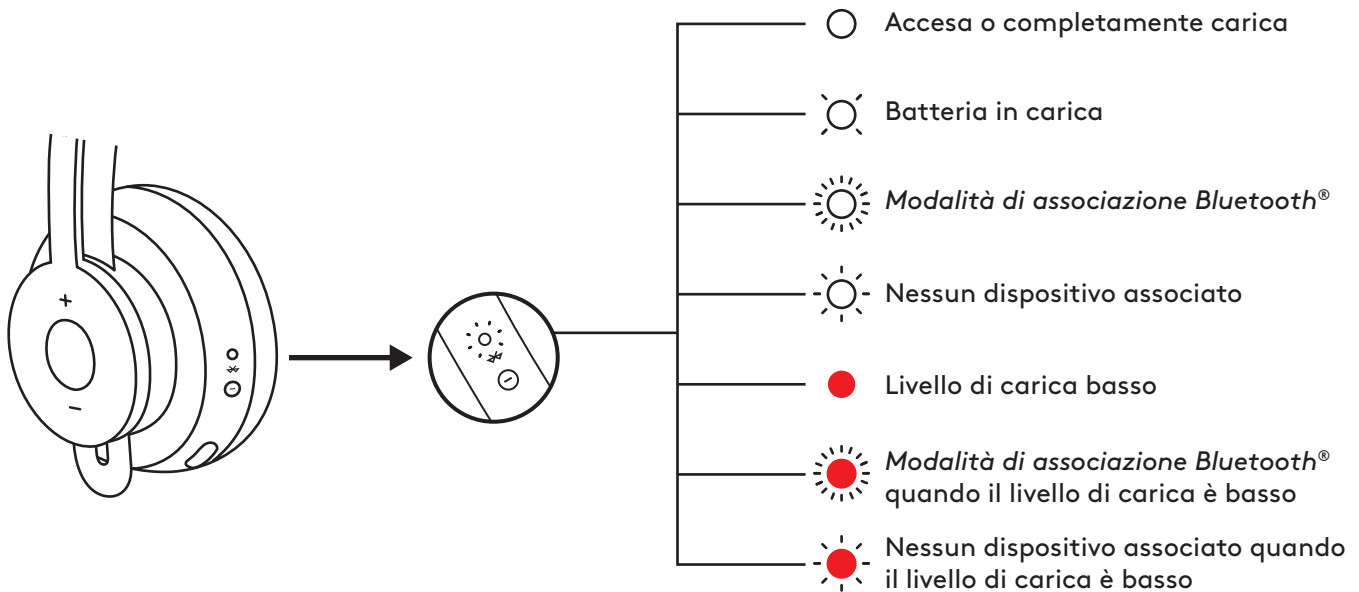 Accesa o completamente carica
Batteria in carica
Modalità di associazione Bluetooth®
Nessun dispositivo associato
Livello di carica basso
Modalità di associazione Bluetooth®
quando il livello di carica è basso
Nessun dispositivo associato quando
il livello di carica è basso